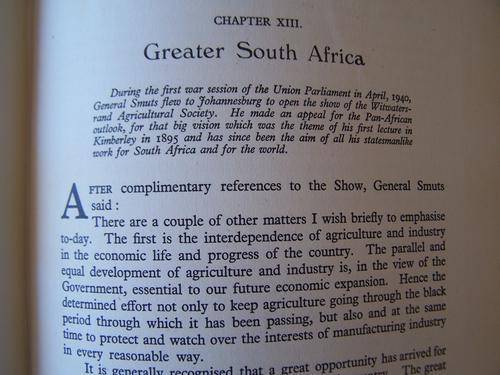 CHAPTER XIII.
Greater South Africa
During the first war session of the Union Parliament in April, 1940,
General Smuts flew to Johannesburg to open the show of the Witwaters-
rand Agricultural Society. He made an appeal for the Pan-African
outlook, for that big vision which was the theme of his first lecture in
Kimberley in 1895 and has since been the aim of all his statesmanlike
work for South Africa and for the world.
AFTER complimentary references to the Show, General Smuts
said :
There are a couple of other matters I wish briefly to emphasise
to-day. The first is the interdependence of agriculture and industry
in the economic life and progress of the country. The parallel and
equal development of agriculture and industry is, in the view of the
Government, essential to our future economic expansion. Hence the
determined effort not only to keep agriculture going through the black
period through which it has been passing, but also and at the same
time to protect and watch over the interests of manufacturing industry
in every reasonable way.
It is generally recognised that a great opportunity has arrived for
country. The great